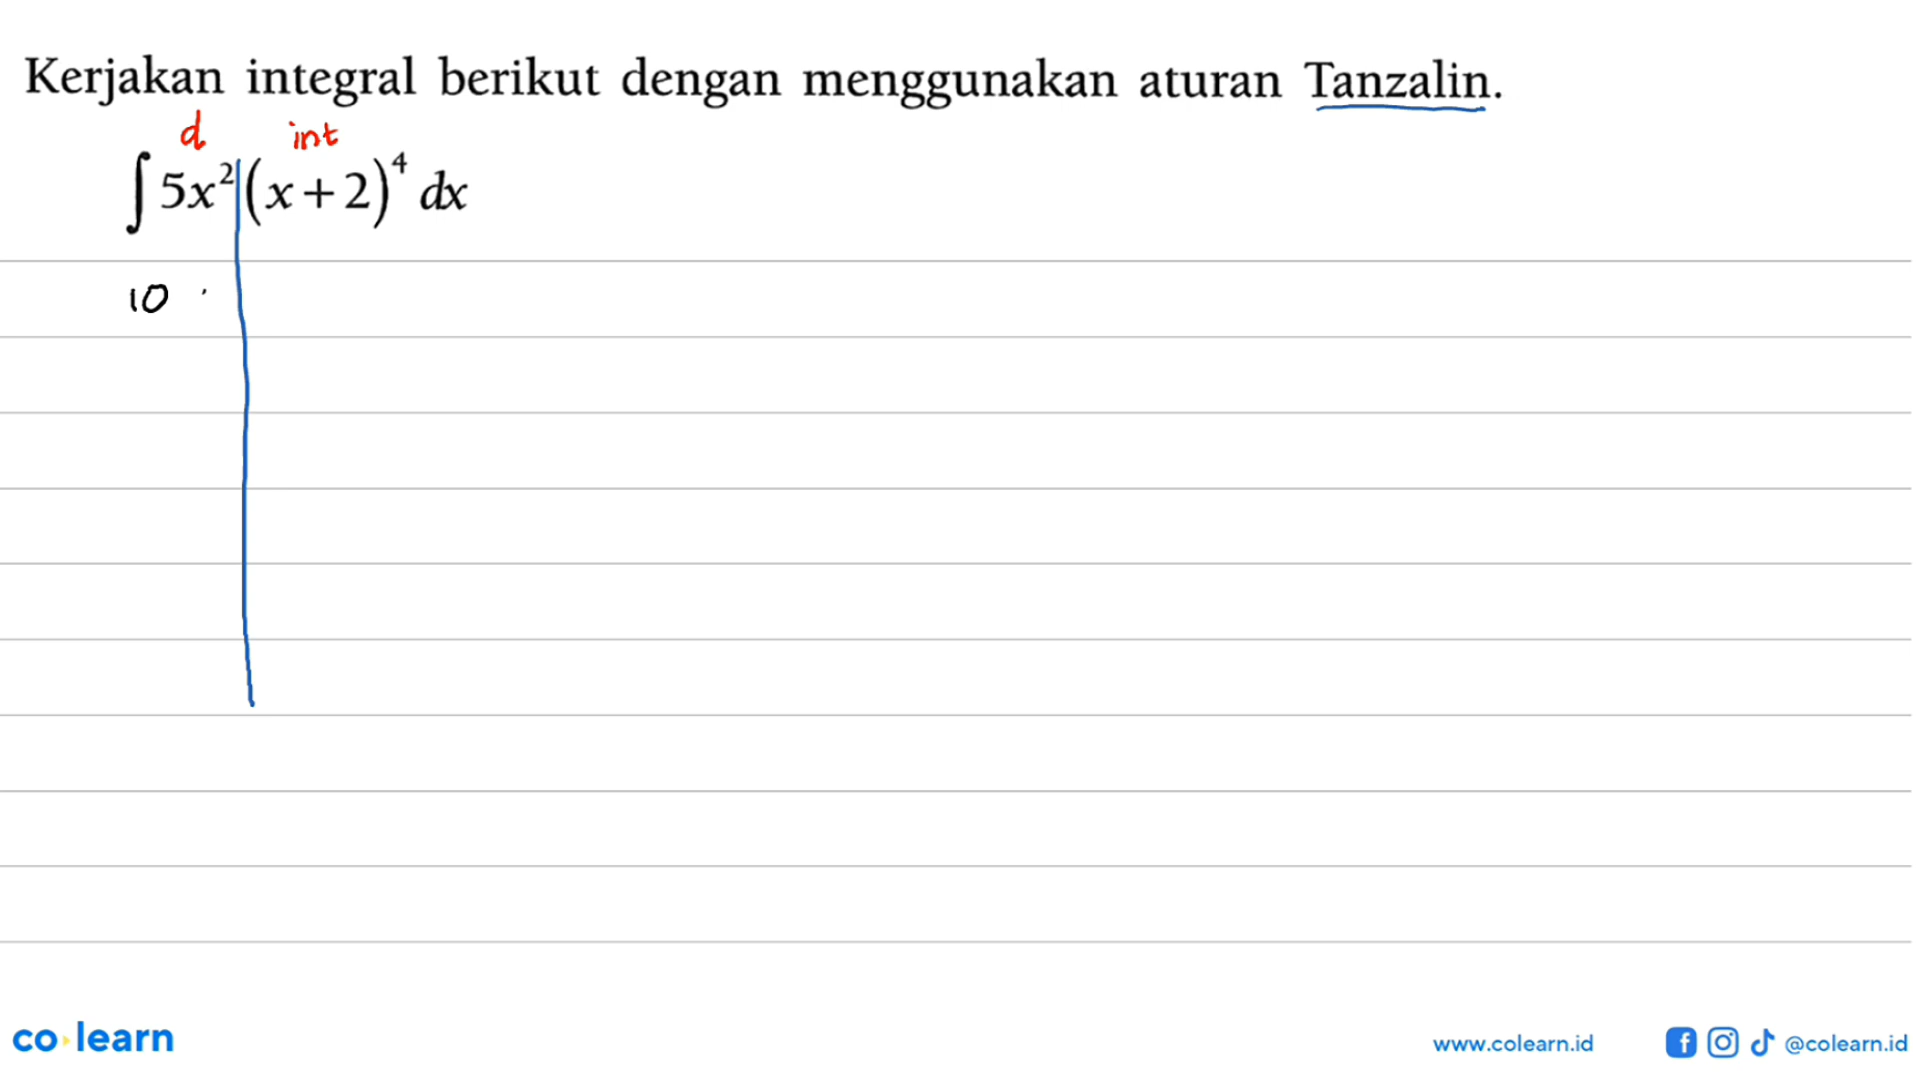 Kerjakan integral berikut dengan menggunakan aturan Tanzalin.
d int
∫ 5x² (x+2)⁴ dx
10
co learn
www.colearn.id @colearn.id